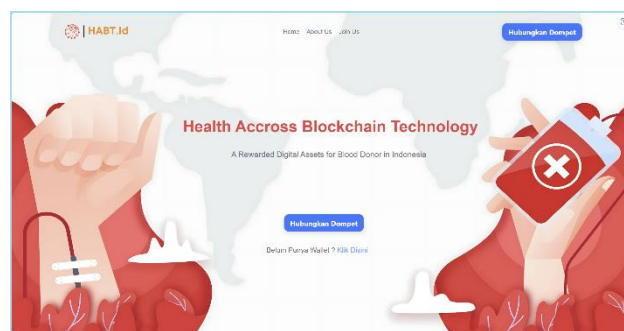 HABT.Id
Home About Us Join Us
Hubungkan Dompet
Health Accross Blockchain Technology
A Rewarded Digital Assets for Blood Donor in Indonesia
Hubungkan Dompet
Belum Punya Wallet ? Klik Disini